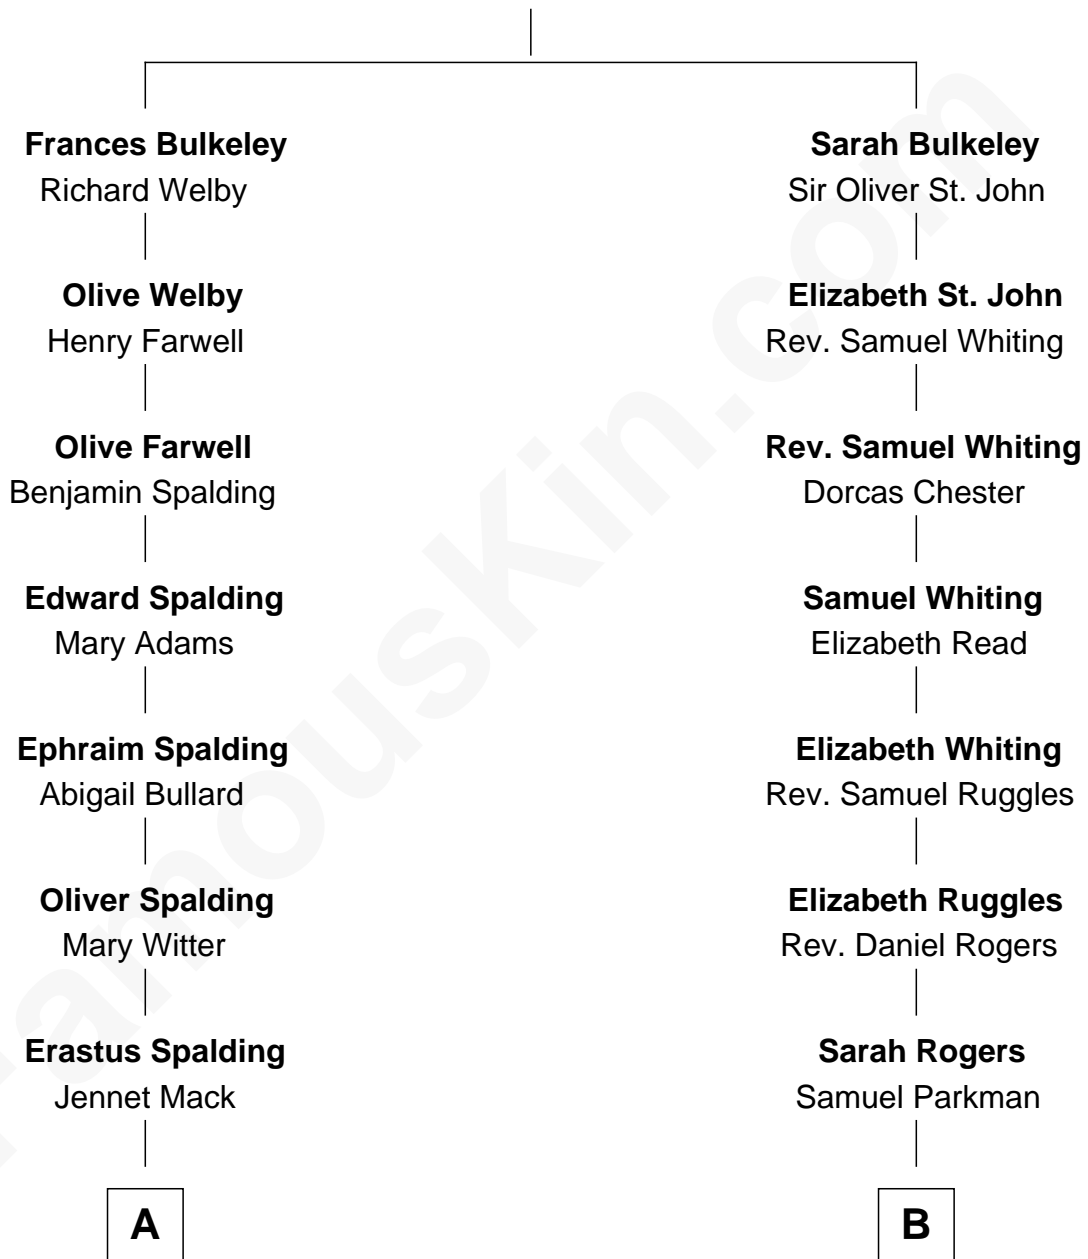 Frances Bulkeley
Richard Welby
Olive Welby
Henry Farwell
Olive Farwell
Benjamin Spalding
Edward Spalding
Mary Adams
Ephraim Spalding
Abigail Bullard
Oliver Spalding
Mary Witter
Erastus Spalding
Jennet Mack
A
Sarah Bulkeley
Sir Oliver St. John
Elizabeth St. John
Rev. Samuel Whiting
Rev. Samuel Whiting
Dorcas Chester
Samuel Whiting
Elizabeth Read
Elizabeth Whiting
Rev. Samuel Ruggles
Elizabeth Ruggles
Rev. Daniel Rogers
Sarah Rogers
Samuel Parkman
B
FamousKin.com